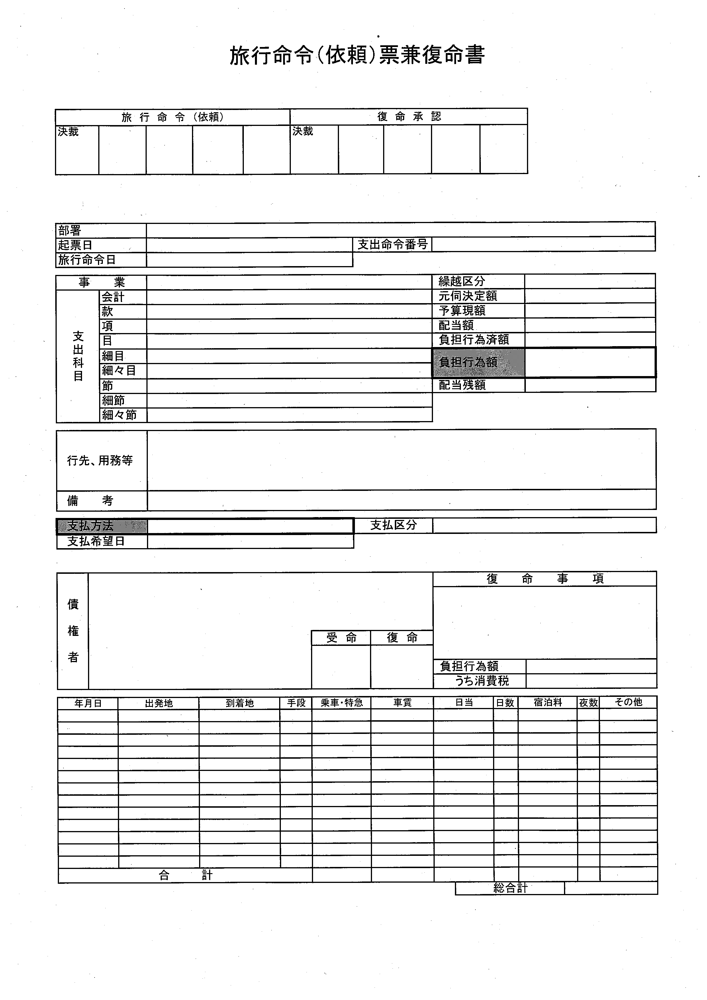 旅行命令(依頼)票兼復命書
旅行命令(依頼) 復命承認
決裁 決裁
部署
起票日 支出命令番号
旅行命令日
事業 繰越区分
支出科目
会計 元伺決定額
款 予算現額
項 配当額
目 負担行為済額
細目 負担行為額
細々目
節 配当残額
細節
細々節
行先、用務等
備考
支払方法 支払区分
支払希望日
債権者
復命事項
受命 復命
負担行為額
うち消費税
年月日 出発地 到着地 手段 乗車・特急 車賃 日当 日数 宿泊料 夜数 その他
合計
総合計